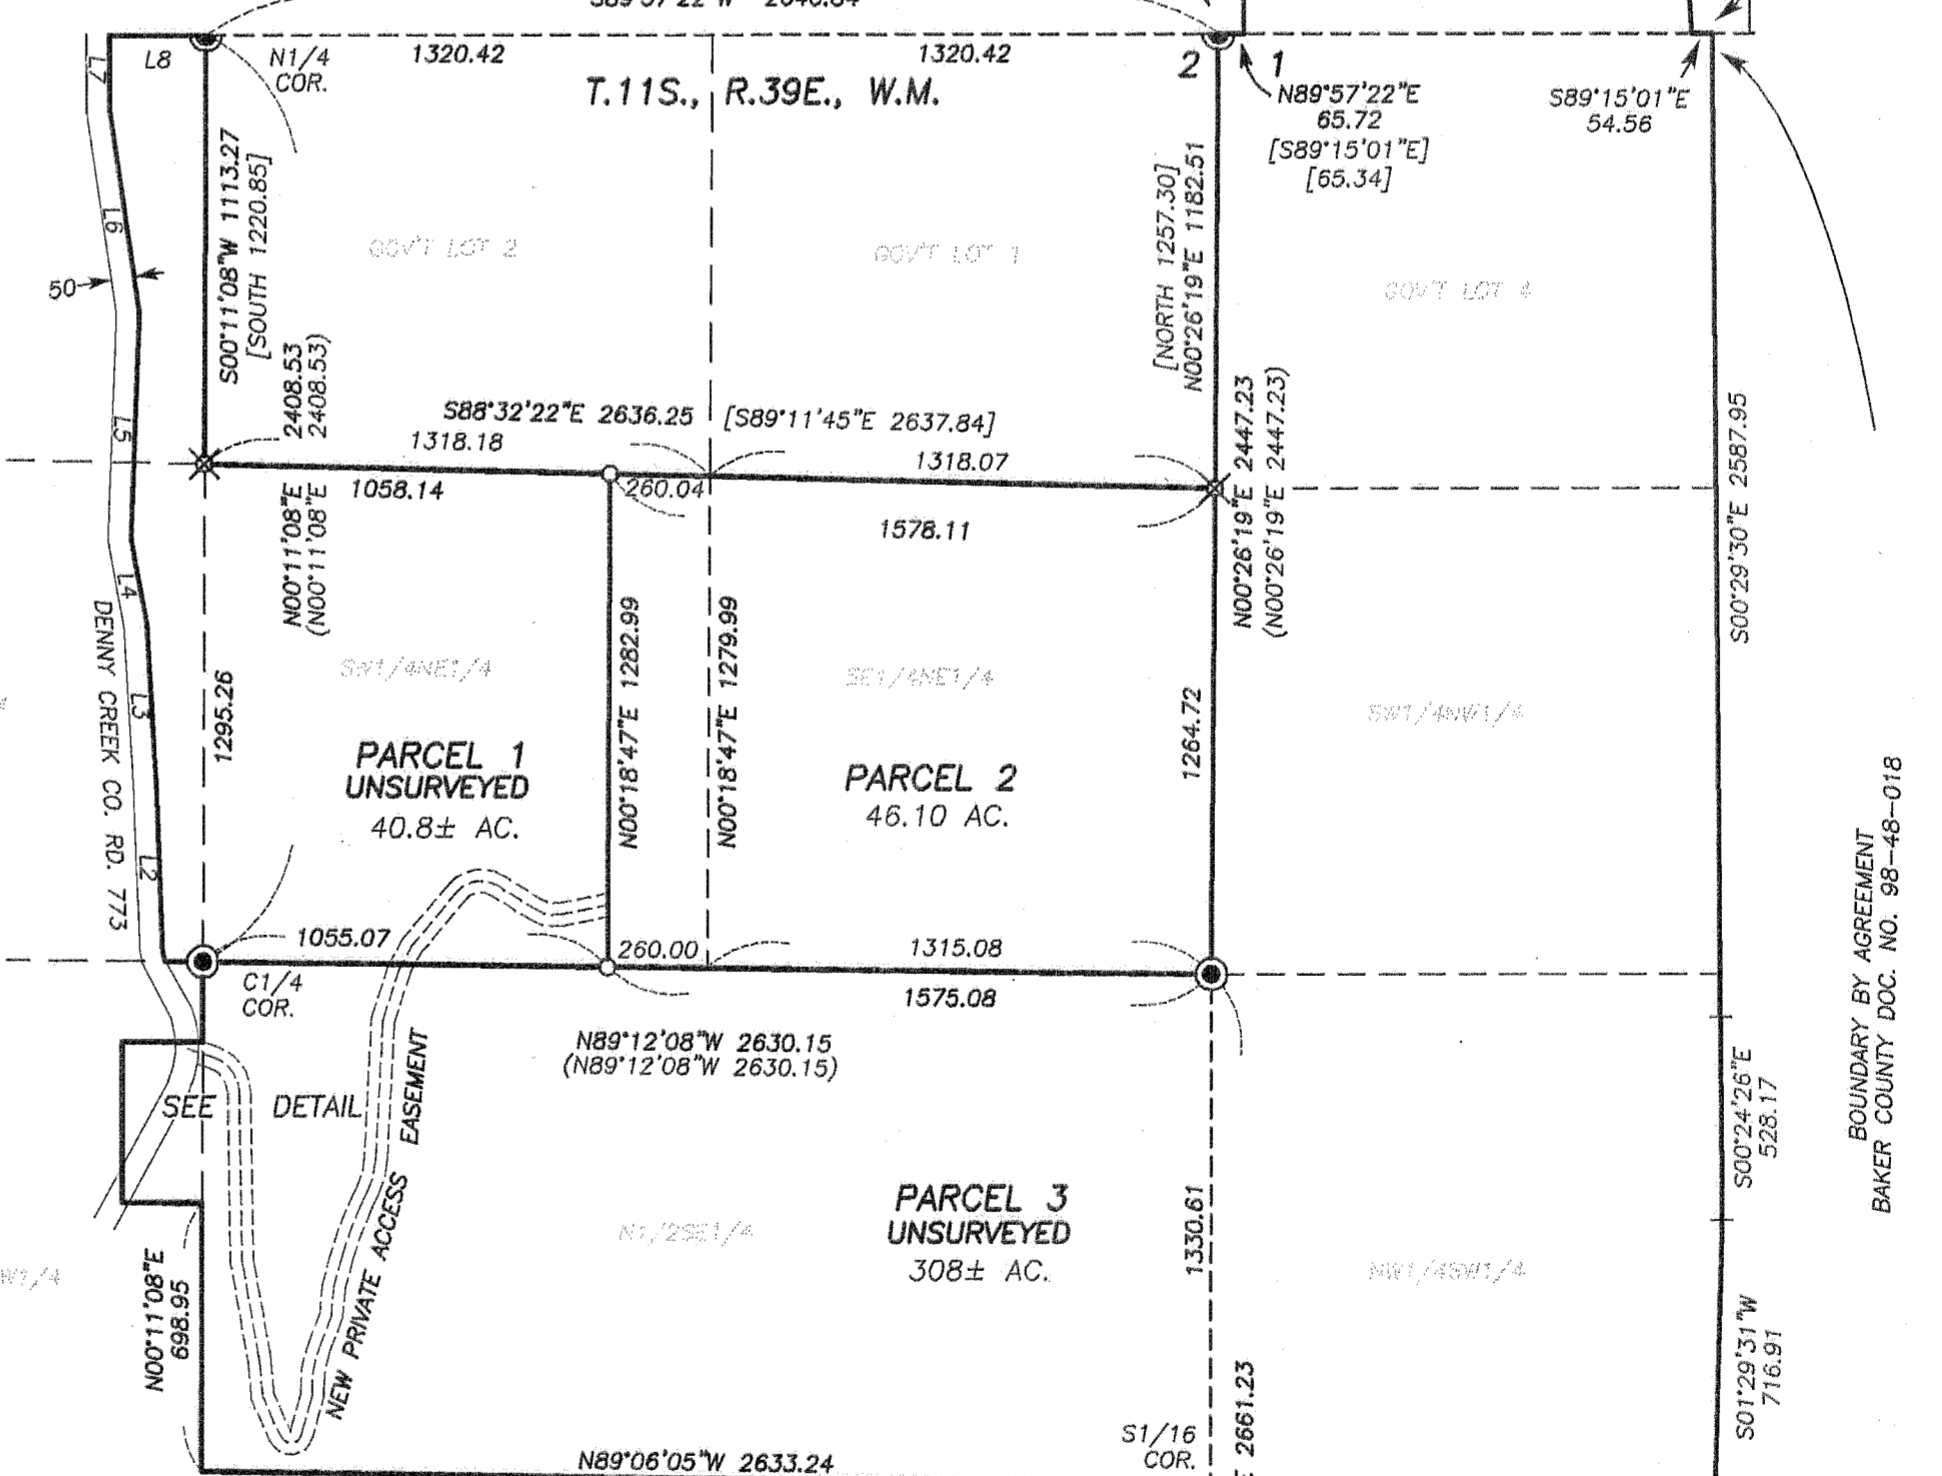 L8
N1/4
COR.
1320.42
1320.42
2
1
T.11S., R.39E., W.M.
N89°57'22"E
65.72
[S89°15'01"E]
[65.34]
S89°15'01"E
54.56
L7
L6
50
S00°11'08"W 1113.27
[SOUTH 1220.85]
GOV'T LOT 2
GOV'T LOT 1
[NORTH 1257.30]
N00°26'19"E 1182.51
GOV'T LOT 4
L5
N00°11'08"E 2408.53
(N00°11'08"E 2408.53)
S88°32'22"E 2636.25 [S89°11'45"E 2637.84]
1318.18
1318.07
1058.14
260.04
1578.11
N00°26'19"E 2447.23
(N00°26'19"E 2447.23)
S00°29'30"E 2587.95
L4
DENNY CREEK CO. RD. 773
L3
L2
1295.26
SW1/4NE1/4
N00°18'47"E 1282.99
N00°18'47"E 1279.99
SE1/4NE1/4
1264.72
SW1/4NW1/4
PARCEL 1
UNSURVEYED
40.8± AC.
PARCEL 2
46.10 AC.
BOUNDARY BY AGREEMENT
BAKER COUNTY DOC. NO. 98-48-018
1055.07
260.00
1315.08
C1/4
COR.
1575.08
N89°12'08"W 2630.15
(N89°12'08"W 2630.15)
SEE DETAIL
NEW PRIVATE ACCESS EASEMENT
S00°24'26"E
528.17
PARCEL 3
UNSURVEYED
308± AC.
N1/2SE1/4
1330.61
NW1/4SW1/4
W1/4
N00°11'08"E
698.95
S01°29'31"W
716.91
S1/16
COR.
2661.23
N89°06'05"W 2633.24